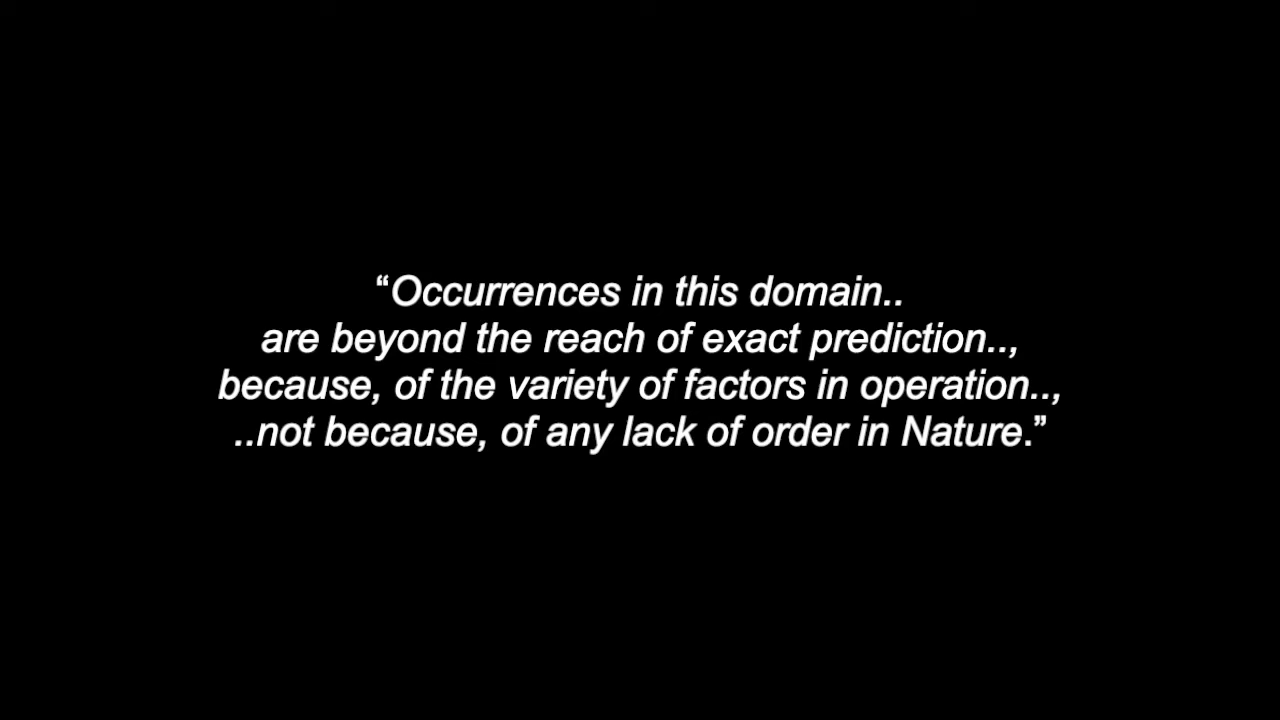 “Occurrences in this domain..
are beyond the reach of exact prediction..,
because, of the variety of factors in operation..,
..not because, of any lack of order in Nature.”